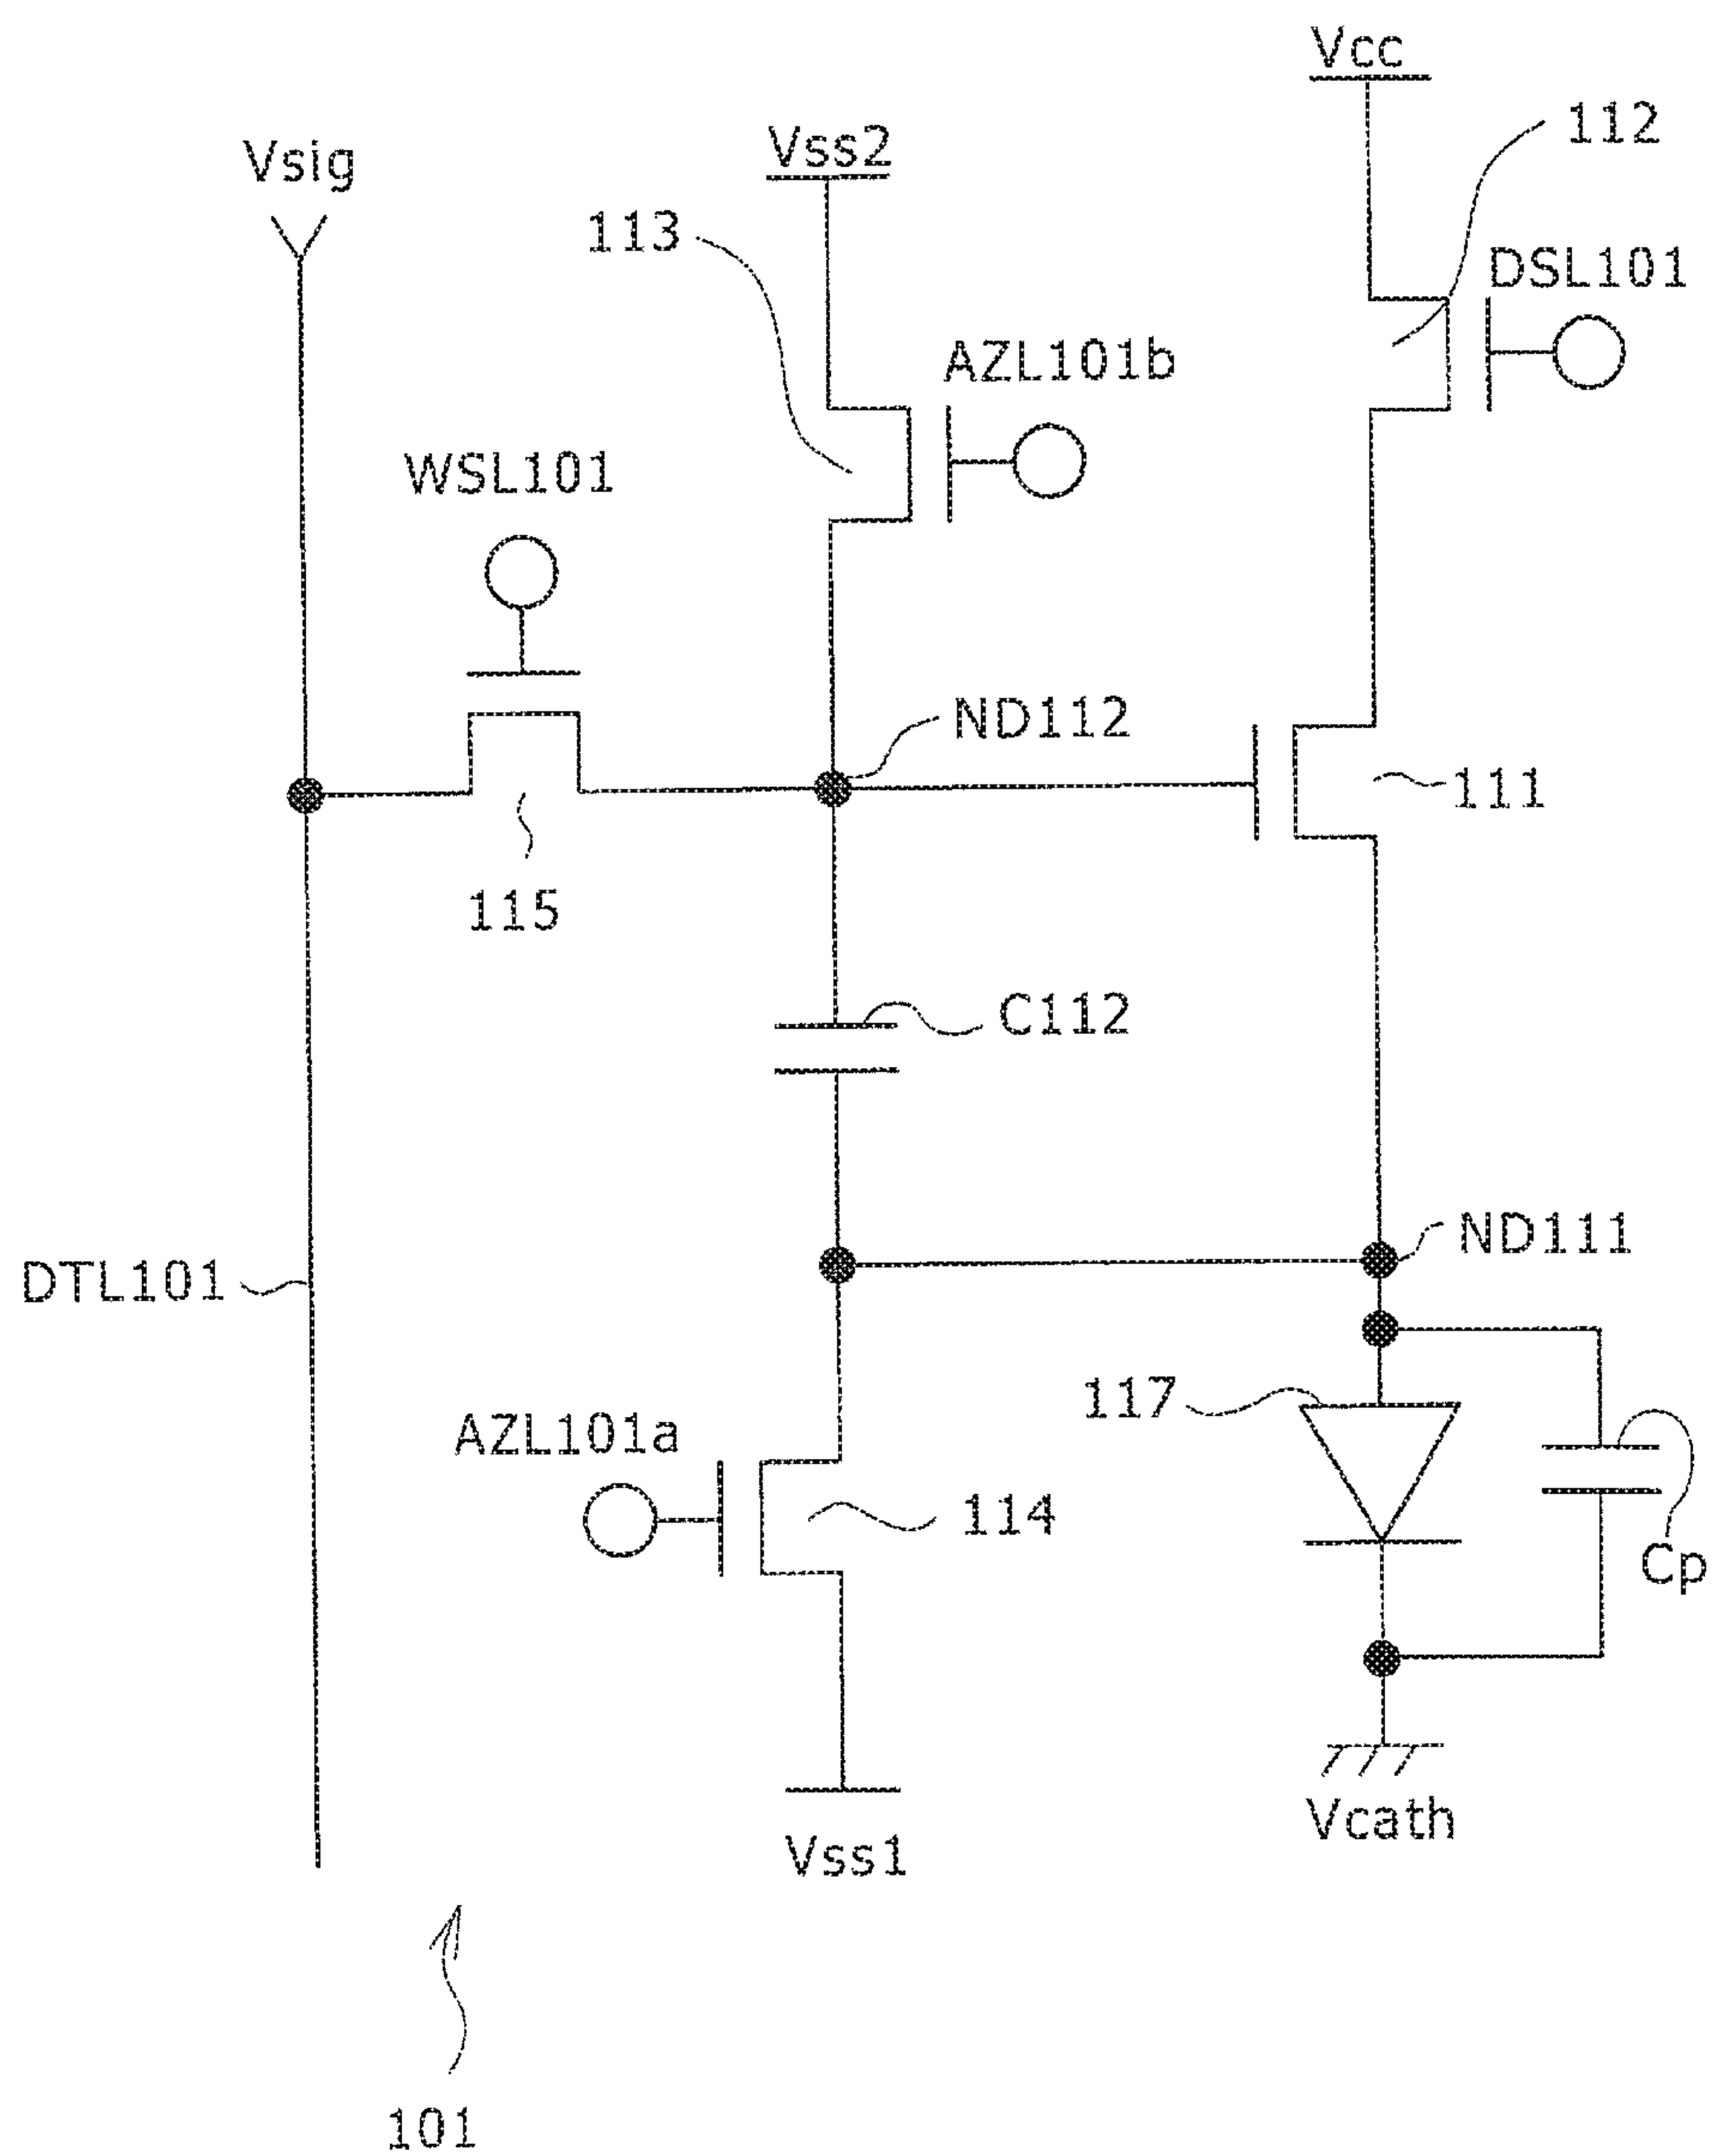 Vcc
112
Vss2
Vsig
113
DSL101
AZL101b
WSL101
ND112
111
115
C112
ND111
DTL101
117
AZL101a
114
Cp
Vcath
Vss1
101